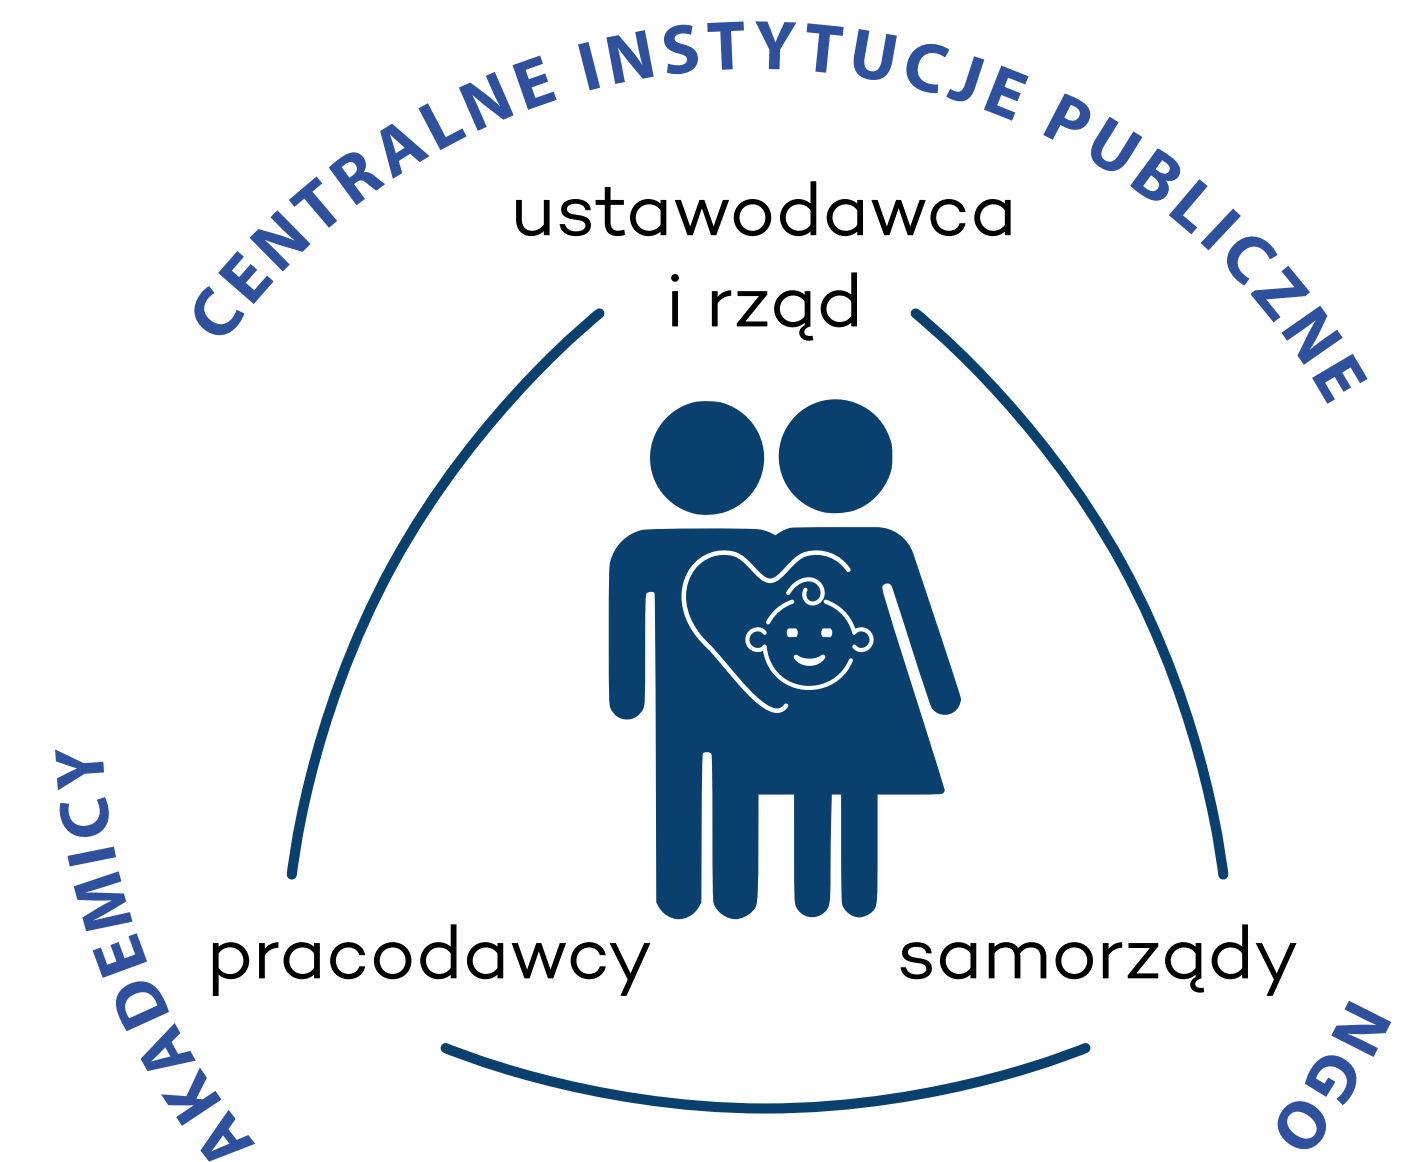 CENTRALNE INSTYTUCJE PUBLICZNE
ustawodawca
i rząd
AKADEMICY
pracodawcy
samorządy
NGO